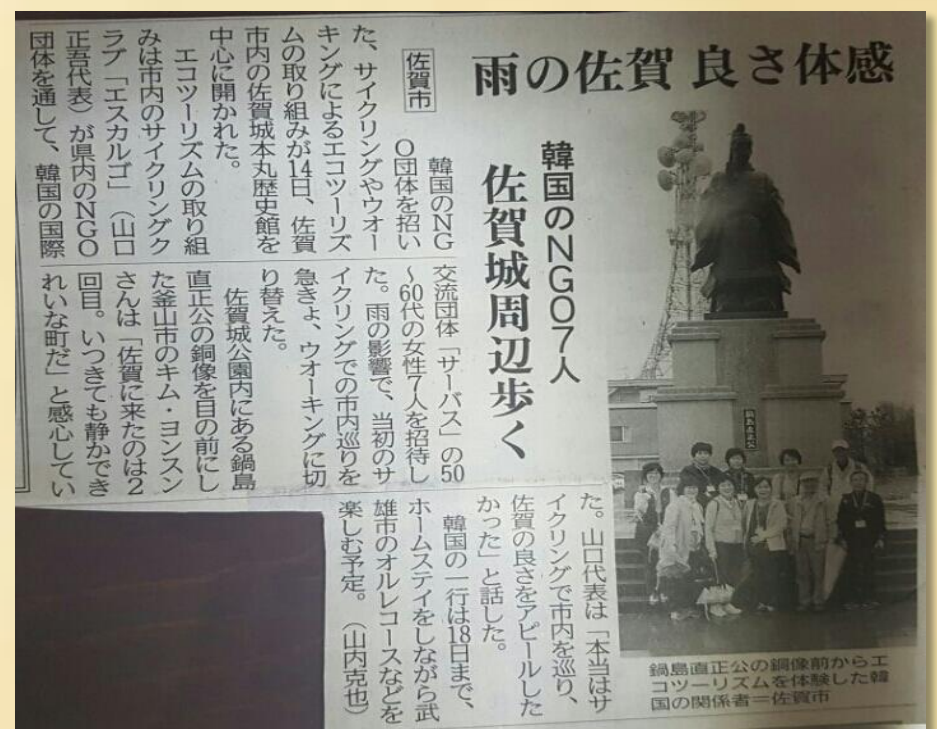 雨の佐賀 良さ体感
韓国のNGO7人
佐賀城周辺歩く
佐賀市
韓国のNG
O団体を招い
た、サイクリングやウオー
キングによるエコツーリズ
ムの取り組みが14日、佐賀
市内の佐賀城本丸歴史館を
中心に開かれた。
エコツーリズムの取り組
みは市内のサイクリングク
ラブ「エスカルゴ」(山口
正吾代表)が県内のNGO
団体を通して、韓国の国際
交流団体「サーバス」の50
~60代の女性7人を招待し
た。雨の影響で、当初のサ
イクリングでの市内巡りを
急きょ、ウオーキングに切
り替えた。
佐賀城公園内にある鍋島
直正公の銅像を目の前にし
た釜山市のキム・ヨンスン
さんは「佐賀に来たのは2
回目。いつきても静かでき
れいな町だ」と感心してい
た。山口代表は「本当はサ
イクリングで市内を巡り、
佐賀の良さをアピールした
かった」と話した。
韓国の一行は18日まで、
ホームステイをしながら武
雄市のオルレコースなどを
楽しむ予定。 (山内克也)
鍋島直正公
鍋島直正公の銅像前からエ
コツーリズムを体験した韓
国の関係者=佐賀市